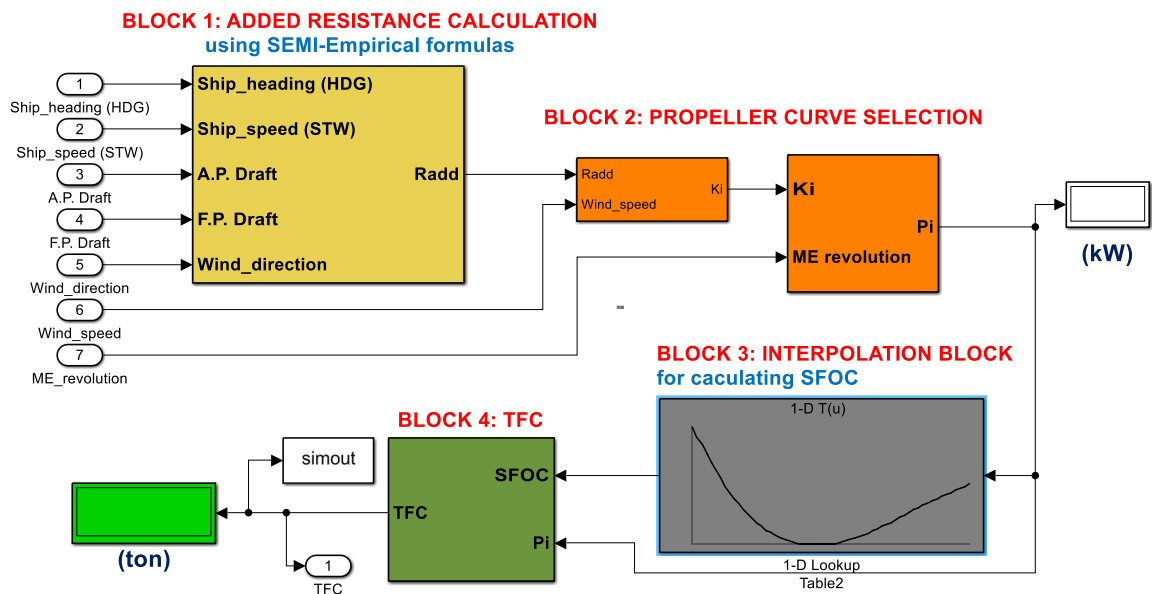 BLOCK 1: ADDED RESISTANCE CALCULATION
using SEMI-Empirical formulas
1
Ship_heading (HDG)
2
Ship_speed (STW)
3
A.P. Draft
4
F.P. Draft
5
Wind_direction
6
Wind_speed
7
ME_revolution
Ship_heading (HDG)
Ship_speed (STW)
A.P. Draft
Radd
F.P. Draft
Wind_direction
BLOCK 2: PROPELLER CURVE SELECTION
Radd
Ki
Wind_speed
Ki
Pi
ME revolution
(kW)
BLOCK 3: INTERPOLATION BLOCK
for caculating SFOC
1-D T(u)
1-D Lookup
Table2
BLOCK 4: TFC
SFOC
TFC
Pi
simout
(ton)
1
TFC